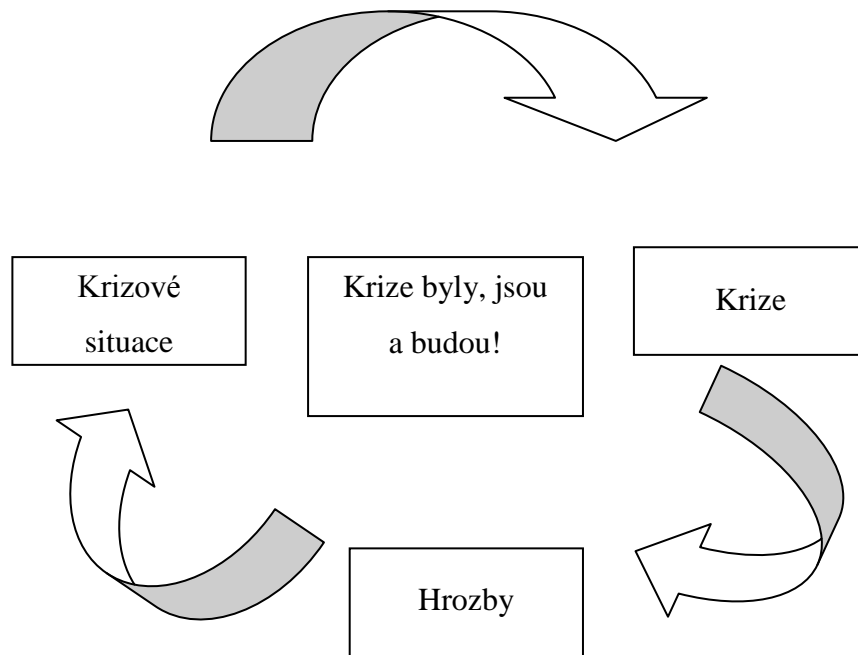 Krizové
situace
Krize byly, jsou
a budou!
Krize
Hrozby